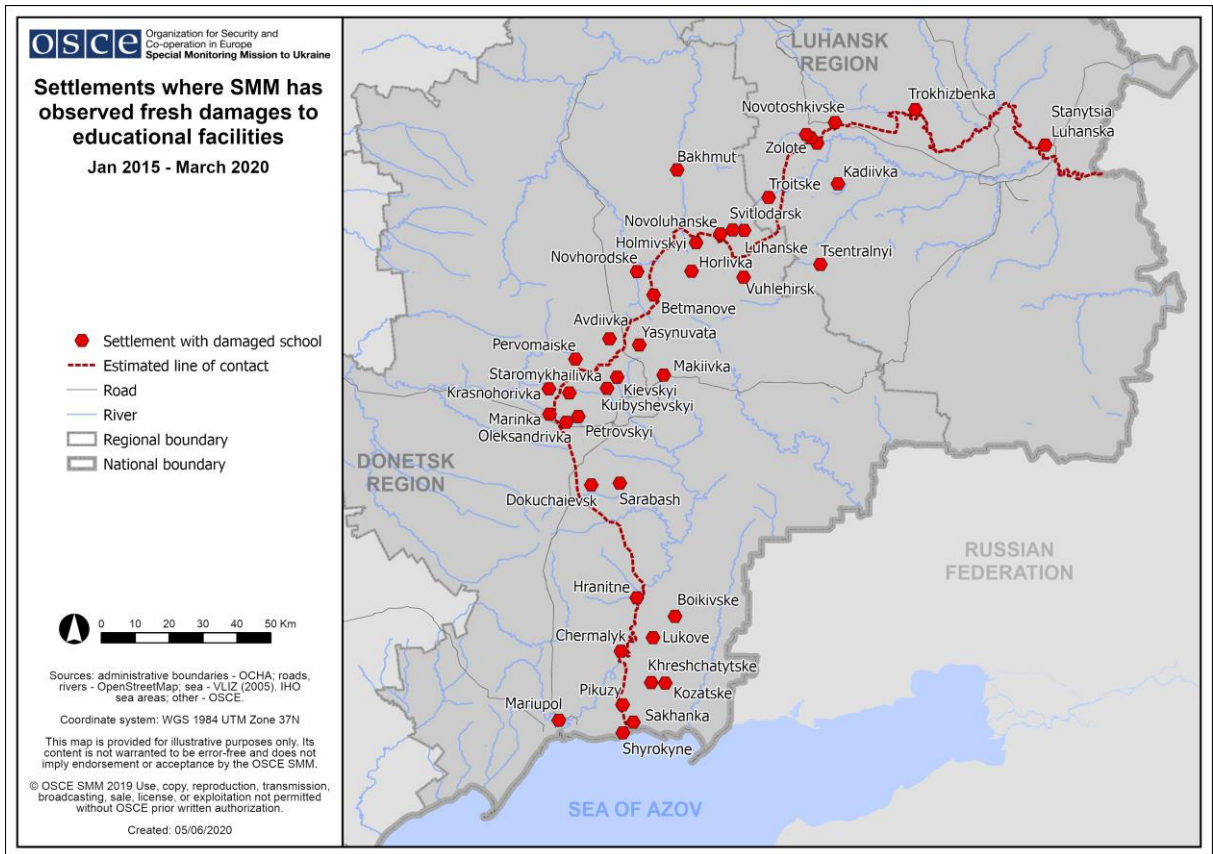 OSCE
Organization for Security and
Co-operation in Europe
Special Monitoring Mission to Ukraine
Settlements where SMM has
observed fresh damages to
educational facilities
Jan 2015 - March 2020
Settlement with damaged school
Estimated line of contact
Road
River
Regional boundary
National boundary
0 10 20 30 40 50 Km
Sources: administrative boundaries - OCHA; roads,
rivers - OpenStreetMap; sea - VLIZ (2005). IHO
sea areas; other - OSCE.
Coordinate system: WGS 1984 UTM Zone 37N
This map is provided for illustrative purposes only. Its
content is not warranted to be error-free and does not
imply endorsement or acceptance by the OSCE SMM.
© OSCE SMM 2019 Use, copy, reproduction, transmission,
broadcasting, sale, license, or exploitation not permitted
without OSCE prior written authorization.
Created: 05/06/2020
LUHANSK
REGION
Trokhizbenka
Novotoshkivske
Stanytsia
Luhanska
Zolote
Bakhmut
Kadiivka
Troitske
Svitlodarsk
Novoluhanske
Holmivskyi
Luhanske
Novhorodske
Horlivka
Tsentralnyi
Vuhlehirsk
Betmanove
Avdiivka
Yasynuvata
Pervomaiske
Makiivka
Staromykhailivka
Kievskyi
Krasnohorivka
Kuibyshevskyi
Marinka
Petrovskyi
Oleksandrivka
DONETSK
REGION
Dokuchaievsk
Sarabash
RUSSIAN
FEDERATION
Hranitne
Boikivske
Chermalyk
Lukove
Khreshchatytske
Pikuzy
Kozatske
Mariupol
Sakhanka
Shyrokyne
SEA OF AZOV